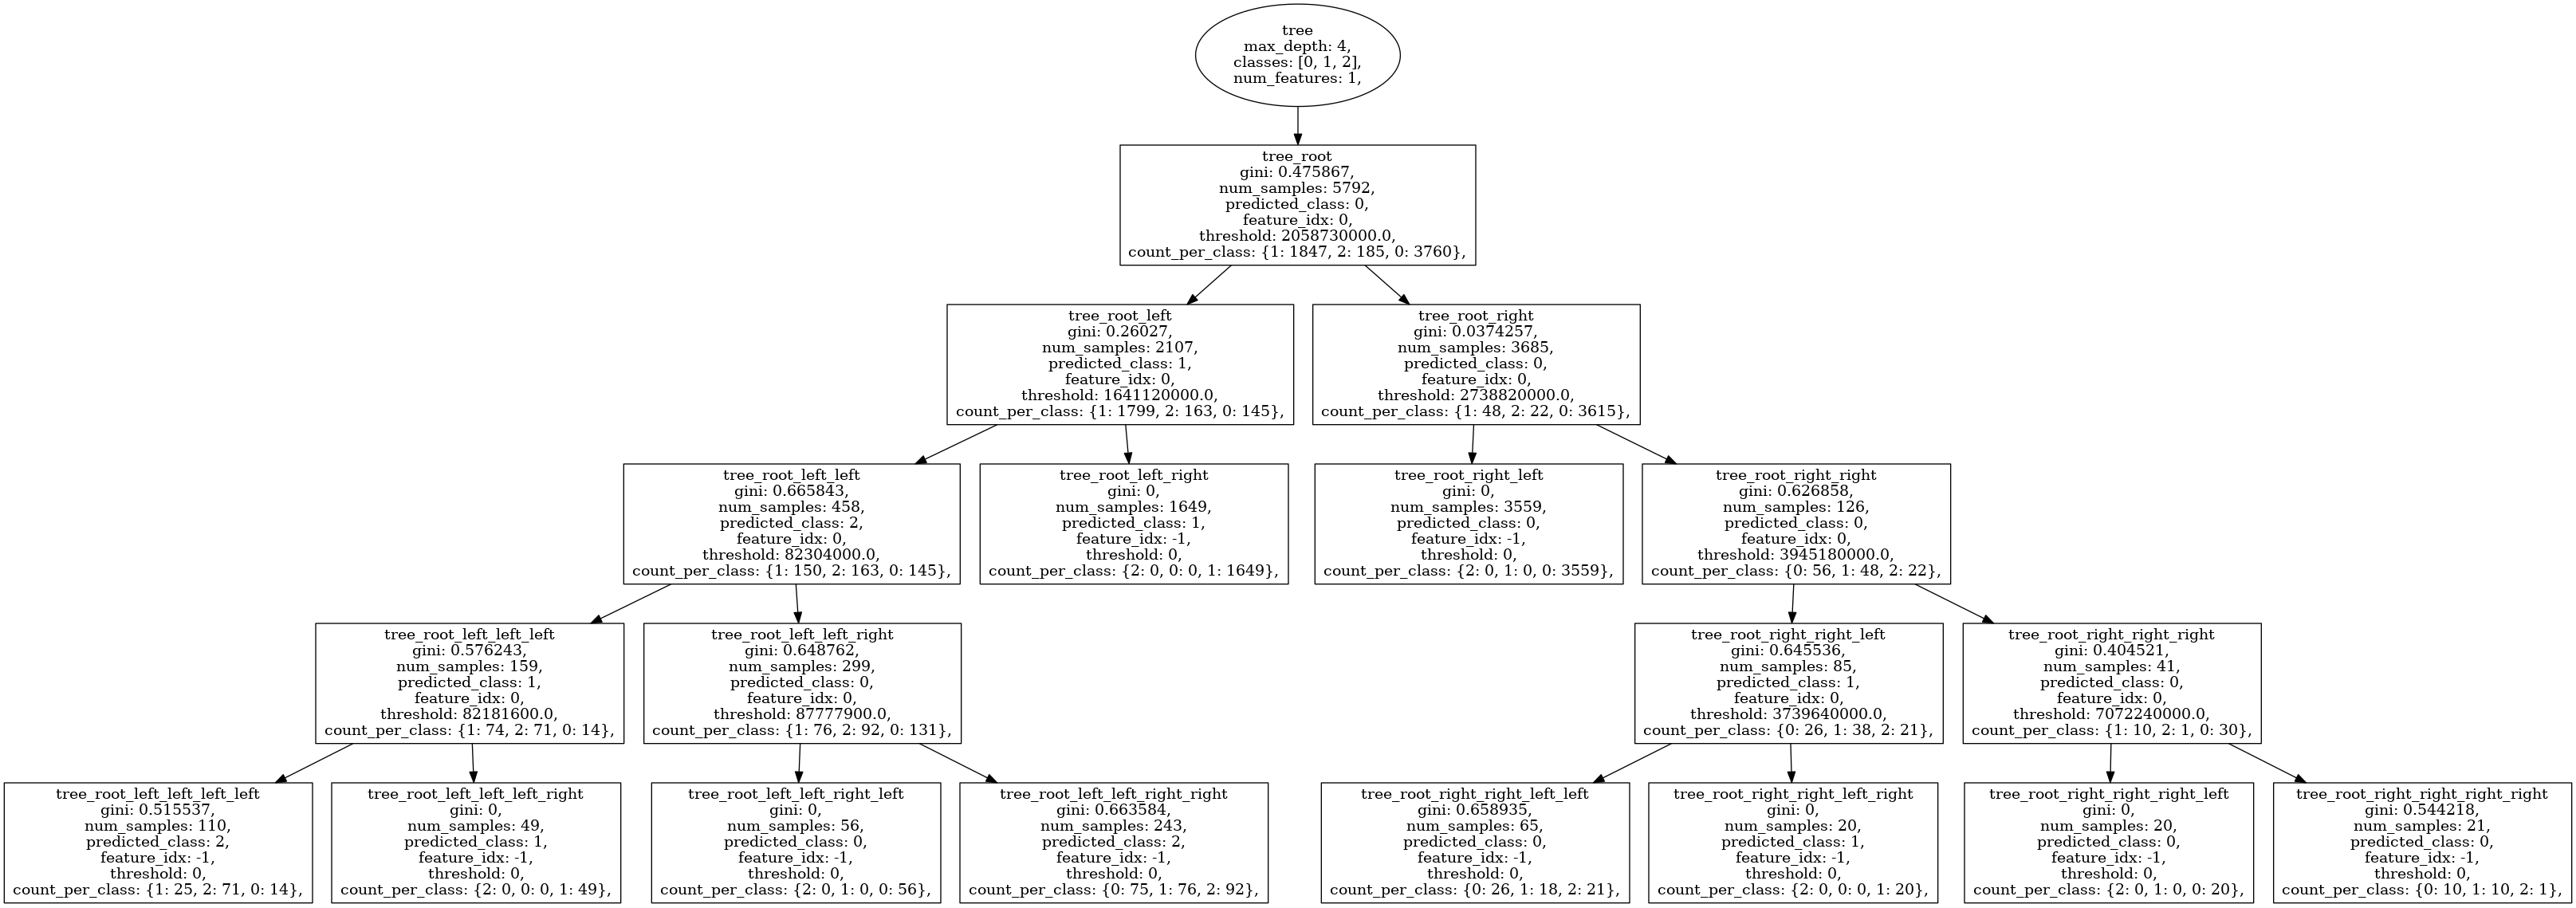 tree
max_depth: 4,
classes: [0, 1, 2],
num_features: 1,
tree_root
gini: 0.475867,
num_samples: 5792,
predicted_class: 0,
feature_idx: 0,
threshold: 2058730000.0,
count_per_class: {1: 1847, 2: 185, 0: 3760},
tree_root_left
gini: 0.26027,
num_samples: 2107,
predicted_class: 1,
feature_idx: 0,
threshold: 1641120000.0,
count_per_class: {1: 1799, 2: 163, 0: 145},
tree_root_right
gini: 0.0374257,
num_samples: 3685,
predicted_class: 0,
feature_idx: 0,
threshold: 2738820000.0,
count_per_class: {1: 48, 2: 22, 0: 3615},
tree_root_left_left
gini: 0.665843,
num_samples: 458,
predicted_class: 2,
feature_idx: 0,
threshold: 82304000.0,
count_per_class: {1: 150, 2: 163, 0: 145},
tree_root_left_right
gini: 0,
num_samples: 1649,
predicted_class: 1,
feature_idx: -1,
threshold: 0,
count_per_class: {2: 0, 0: 0, 1: 1649},
tree_root_right_left
gini: 0,
num_samples: 3559,
predicted_class: 0,
feature_idx: -1,
threshold: 0,
count_per_class: {2: 0, 1: 0, 0: 3559},
tree_root_right_right
gini: 0.626858,
num_samples: 126,
predicted_class: 0,
feature_idx: 0,
threshold: 3945180000.0,
count_per_class: {0: 56, 1: 48, 2: 22},
tree_root_left_left_left
gini: 0.576243,
num_samples: 159,
predicted_class: 1,
feature_idx: 0,
threshold: 82181600.0,
count_per_class: {1: 74, 2: 71, 0: 14},
tree_root_left_left_right
gini: 0.648762,
num_samples: 299,
predicted_class: 0,
feature_idx: 0,
threshold: 87777900.0,
count_per_class: {1: 76, 2: 92, 0: 131},
tree_root_right_right_left
gini: 0.645536,
num_samples: 85,
predicted_class: 1,
feature_idx: 0,
threshold: 3739640000.0,
count_per_class: {0: 26, 1: 38, 2: 21},
tree_root_right_right_right
gini: 0.404521,
num_samples: 41,
predicted_class: 0,
feature_idx: 0,
threshold: 7072240000.0,
count_per_class: {1: 10, 2: 1, 0: 30},
tree_root_left_left_left_left
gini: 0.515537,
num_samples: 110,
predicted_class: 2,
feature_idx: -1,
threshold: 0,
count_per_class: {1: 25, 2: 71, 0: 14},
tree_root_left_left_left_right
gini: 0,
num_samples: 49,
predicted_class: 1,
feature_idx: -1,
threshold: 0,
count_per_class: {2: 0, 0: 0, 1: 49},
tree_root_left_left_right_left
gini: 0,
num_samples: 56,
predicted_class: 0,
feature_idx: -1,
threshold: 0,
count_per_class: {2: 0, 1: 0, 0: 56},
tree_root_left_left_right_right
gini: 0.663584,
num_samples: 243,
predicted_class: 2,
feature_idx: -1,
threshold: 0,
count_per_class: {0: 75, 1: 76, 2: 92},
tree_root_right_right_left_left
gini: 0.658935,
num_samples: 65,
predicted_class: 0,
feature_idx: -1,
threshold: 0,
count_per_class: {0: 26, 1: 18, 2: 21},
tree_root_right_right_left_right
gini: 0,
num_samples: 20,
predicted_class: 1,
feature_idx: -1,
threshold: 0,
count_per_class: {2: 0, 0: 0, 1: 20},
tree_root_right_right_right_left
gini: 0,
num_samples: 20,
predicted_class: 0,
feature_idx: -1,
threshold: 0,
count_per_class: {2: 0, 1: 0, 0: 20},
tree_root_right_right_right_right
gini: 0.544218,
num_samples: 21,
predicted_class: 0,
feature_idx: -1,
threshold: 0,
count_per_class: {0: 10, 1: 10, 2: 1},